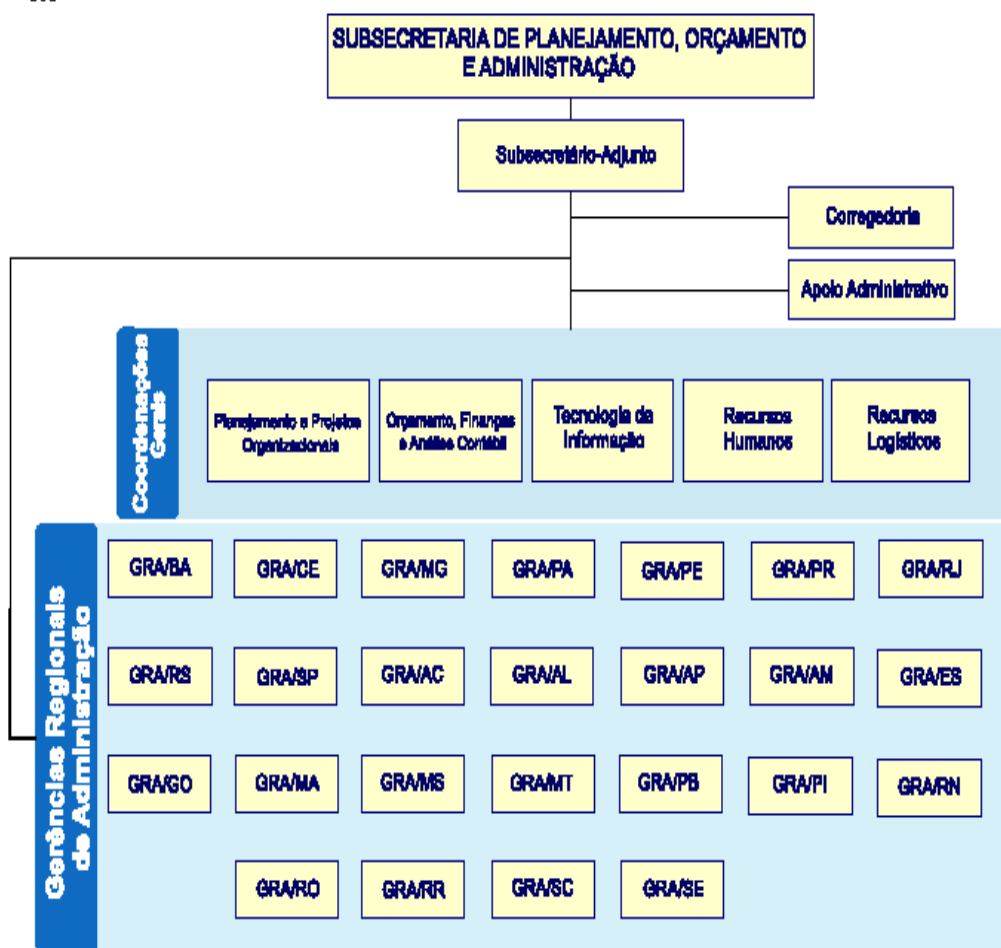 SUBSECRETARIA DE PLANEJAMENTO, ORÇAMENTO
E ADMINISTRAÇÃO
Subsecretário-Adjunto
Corregedoria
Apoio Administrativo
Coordenações
Gerais
Planejamento e Projetos
Organizacionais
Orçamento, Finanças
e Análise Contábil
Tecnologia da
Informação
Recursos
Humanos
Recursos
Logísticos
Gerências Regionais
de Administração
GRA/BA
GRA/CE
GRA/MG
GRA/PA
GRA/PE
GRA/PR
GRA/RJ
GRA/RS
GRA/SP
GRA/AC
GRA/AL
GRA/AP
GRA/AM
GRA/ES
GRA/GO
GRA/MA
GRA/MS
GRA/MT
GRA/PB
GRA/PI
GRA/RN
GRA/RO
GRA/RR
GRA/SC
GRA/SE